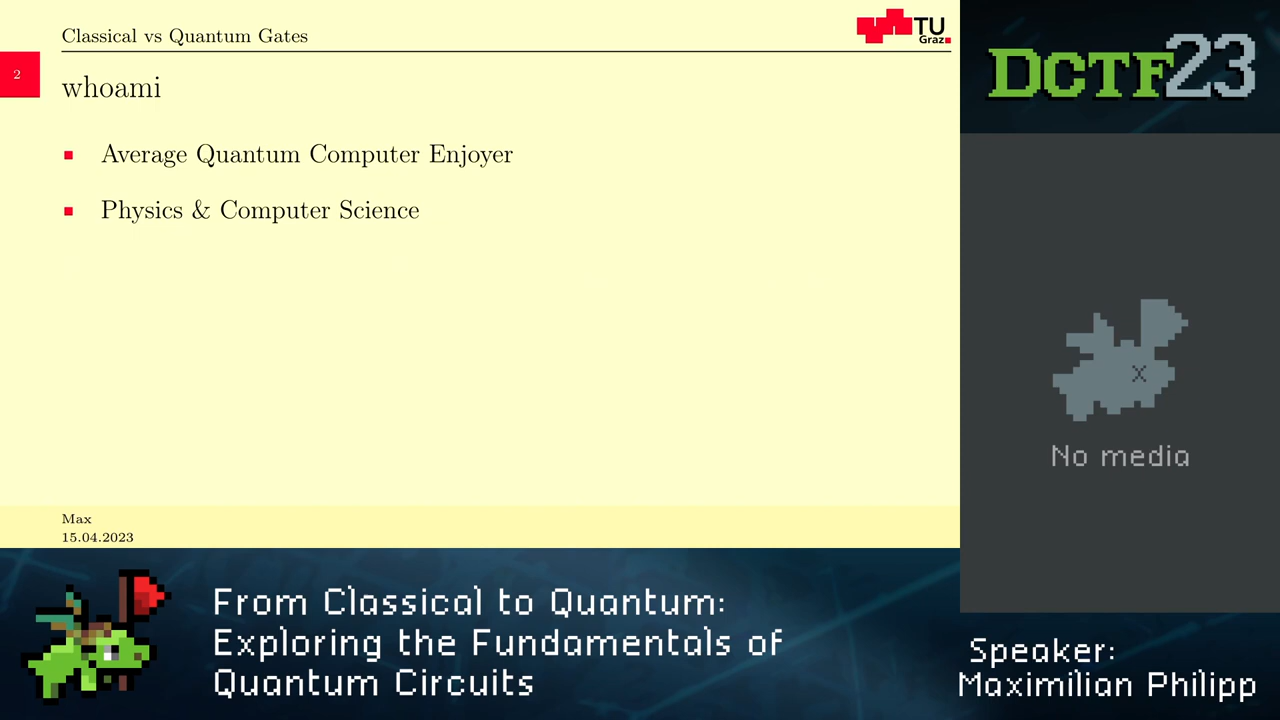 Classical vs Quantum Gates
TU
Graz
2
whoami
Average Quantum Computer Enjoyer
Physics & Computer Science
Max
15.04.2023
DCTF23
No media
From Classical to Quantum:
Exploring the Fundamentals of
Quantum Circuits
Speaker:
Maximilian Philipp